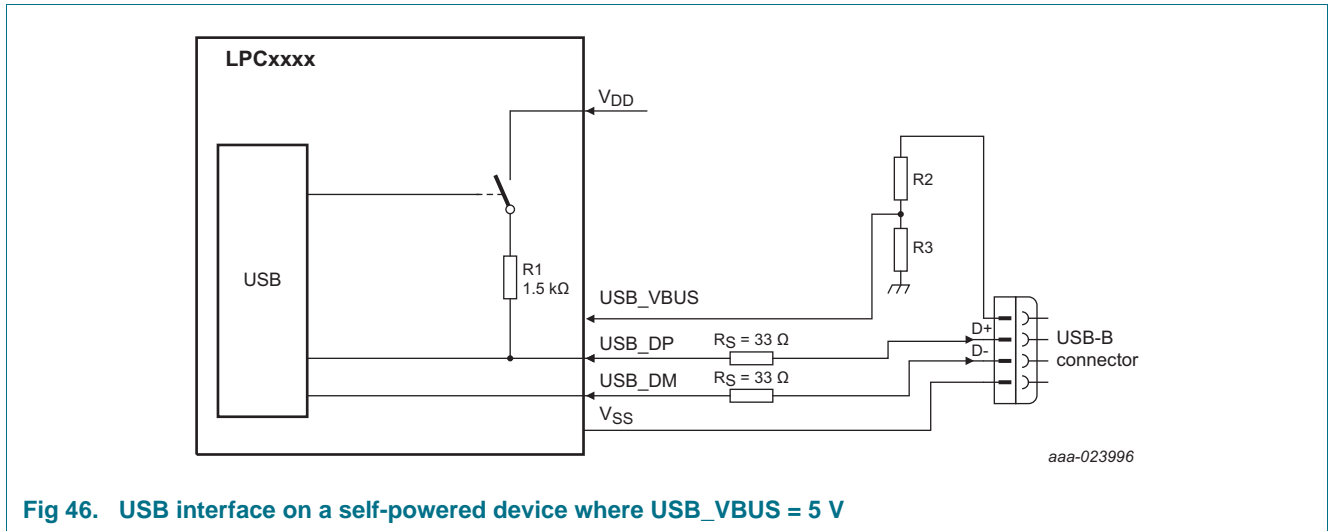 LPCxxxx
VDD
R2
R3
USB
R1
1.5 kΩ
USB_VBUS
D+
USB-B
connector
USB_DP
RS = 33 Ω
D-
USB_DM
RS = 33 Ω
VSS
aaa-023996
Fig 46. USB interface on a self-powered device where USB_VBUS = 5 V